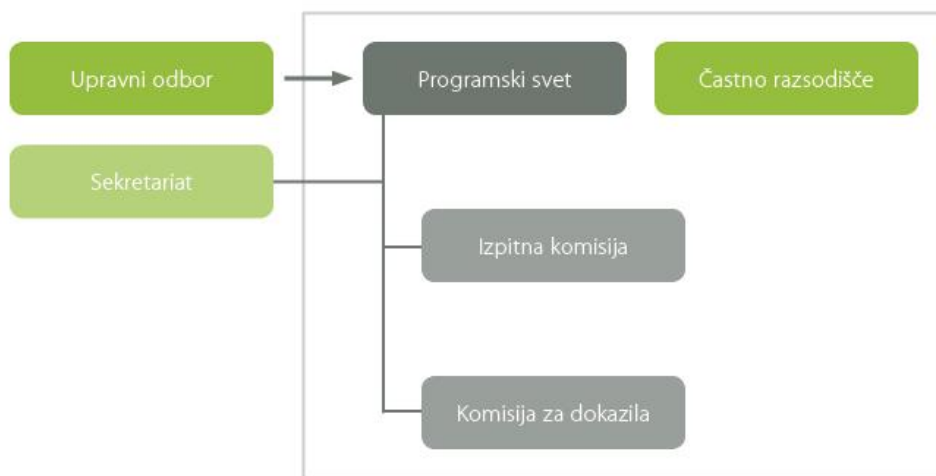 Upravni odbor
Programski svet
Častno razsodišče
Sekretariat
Izpitna komisija
Komisija za dokazila